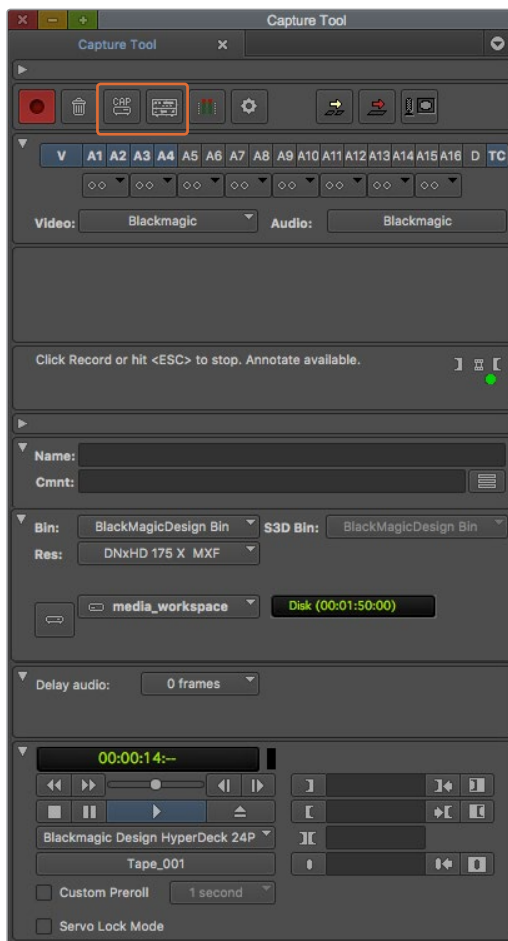 Capture Tool
Capture Tool
CAP
V A1 A2 A3 A4 A5 A6 A7 A8 A9 A10 A11 A12 A13 A14 A15 A16 D TC
Video: Blackmagic Audio: Blackmagic
Click Record or hit <ESC> to stop. Annotate available.
Name:
Cmnt:
Bin: BlackMagicDesign Bin S3D Bin: BlackMagicDesign Bin
Res: DNxHD 175 X MXF
media_workspace Disk (00:01:50:00)
Delay audio: 0 frames
00:00:14:--
Blackmagic Design HyperDeck 24P
Tape_001
Custom Preroll 1 second
Servo Lock Mode